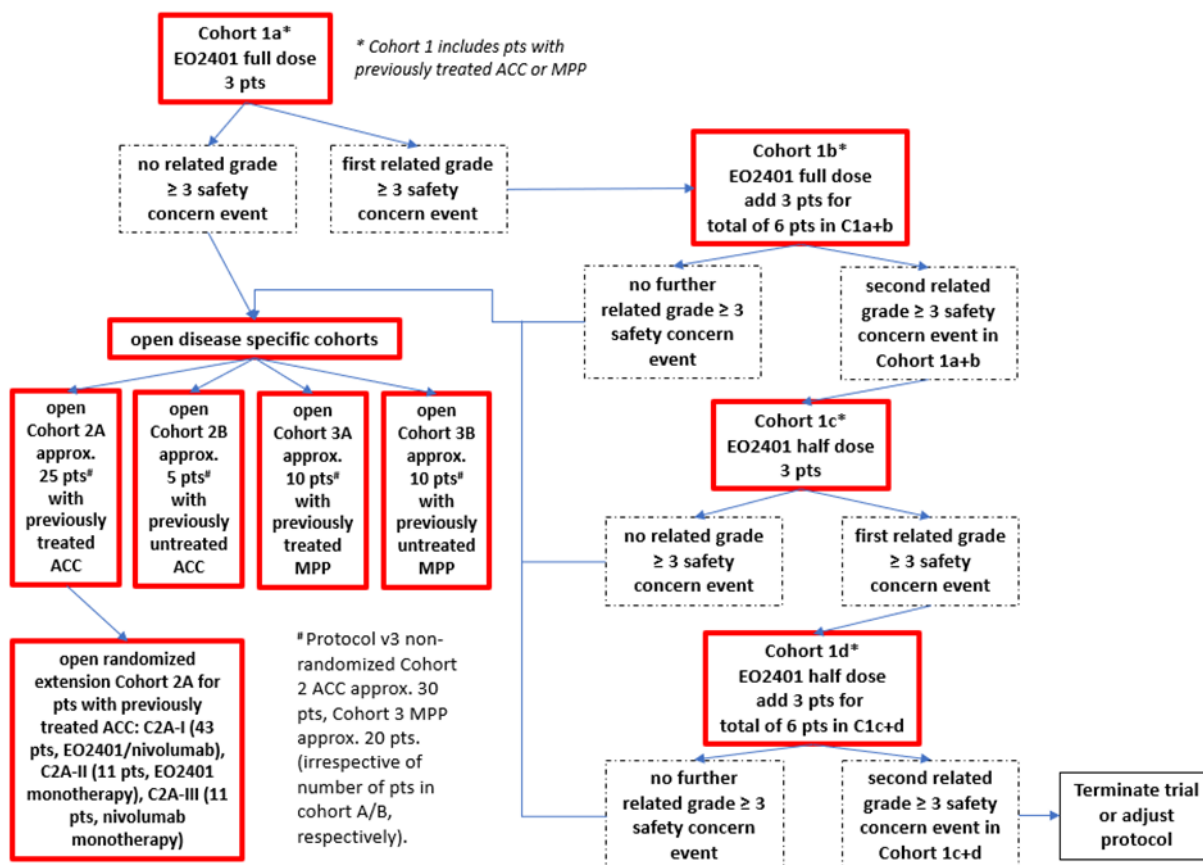 Cohort 1a*
EO2401 full dose
3 pts
* Cohort 1 includes pts with
previously treated ACC or MPP
no related grade
≥ 3 safety
concern event
first related grade
≥ 3 safety
concern event
Cohort 1b*
EO2401 full dose
add 3 pts for
total of 6 pts in C1a+b
no further
related grade ≥ 3
safety concern
event
second related
grade ≥ 3 safety
concern event in
Cohort 1a+b
open disease specific cohorts
open
Cohort 2A
approx.
25 pts#
with
previously
treated
ACC
open
Cohort 2B
approx.
5 pts#
with
previously
untreated
ACC
open
Cohort 3A
approx.
10 pts#
with
previously
treated
MPP
open
Cohort 3B
approx.
10 pts#
with
previously
untreated
MPP
Cohort 1c*
EO2401 half dose
3 pts
no related grade
≥ 3 safety
concern event
first related grade
≥ 3 safety
concern event
open randomized
extension Cohort 2A for
pts with previously
treated ACC: C2A-I (43
pts, EO2401/nivolumab),
C2A-II (11 pts, EO2401
monotherapy), C2A-III (11
pts, nivolumab
monotherapy)
#Protocol v3 non-
randomized Cohort
2 ACC approx. 30
pts, Cohort 3 MPP
approx. 20 pts.
(irrespective of
number of pts in
cohort A/B,
respectively).
Cohort 1d*
EO2401 half dose
add 3 pts for
total of 6 pts in C1c+d
no further
related grade ≥ 3
safety concern
event
second related
grade ≥ 3 safety
concern event in
Cohort 1c+d
Terminate trial
or adjust
protocol